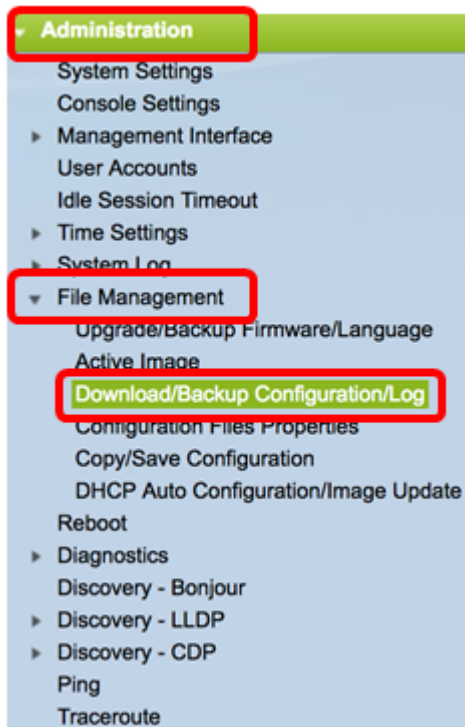 Administration
System Settings
Console Settings
Management Interface
User Accounts
Idle Session Timeout
Time Settings
System Log
File Management
Upgrade/Backup Firmware/Language
Active Image
Download/Backup Configuration/Log
Configuration Files Properties
Copy/Save Configuration
DHCP Auto Configuration/Image Update
Reboot
Diagnostics
Discovery - Bonjour
Discovery - LLDP
Discovery - CDP
Ping
Traceroute